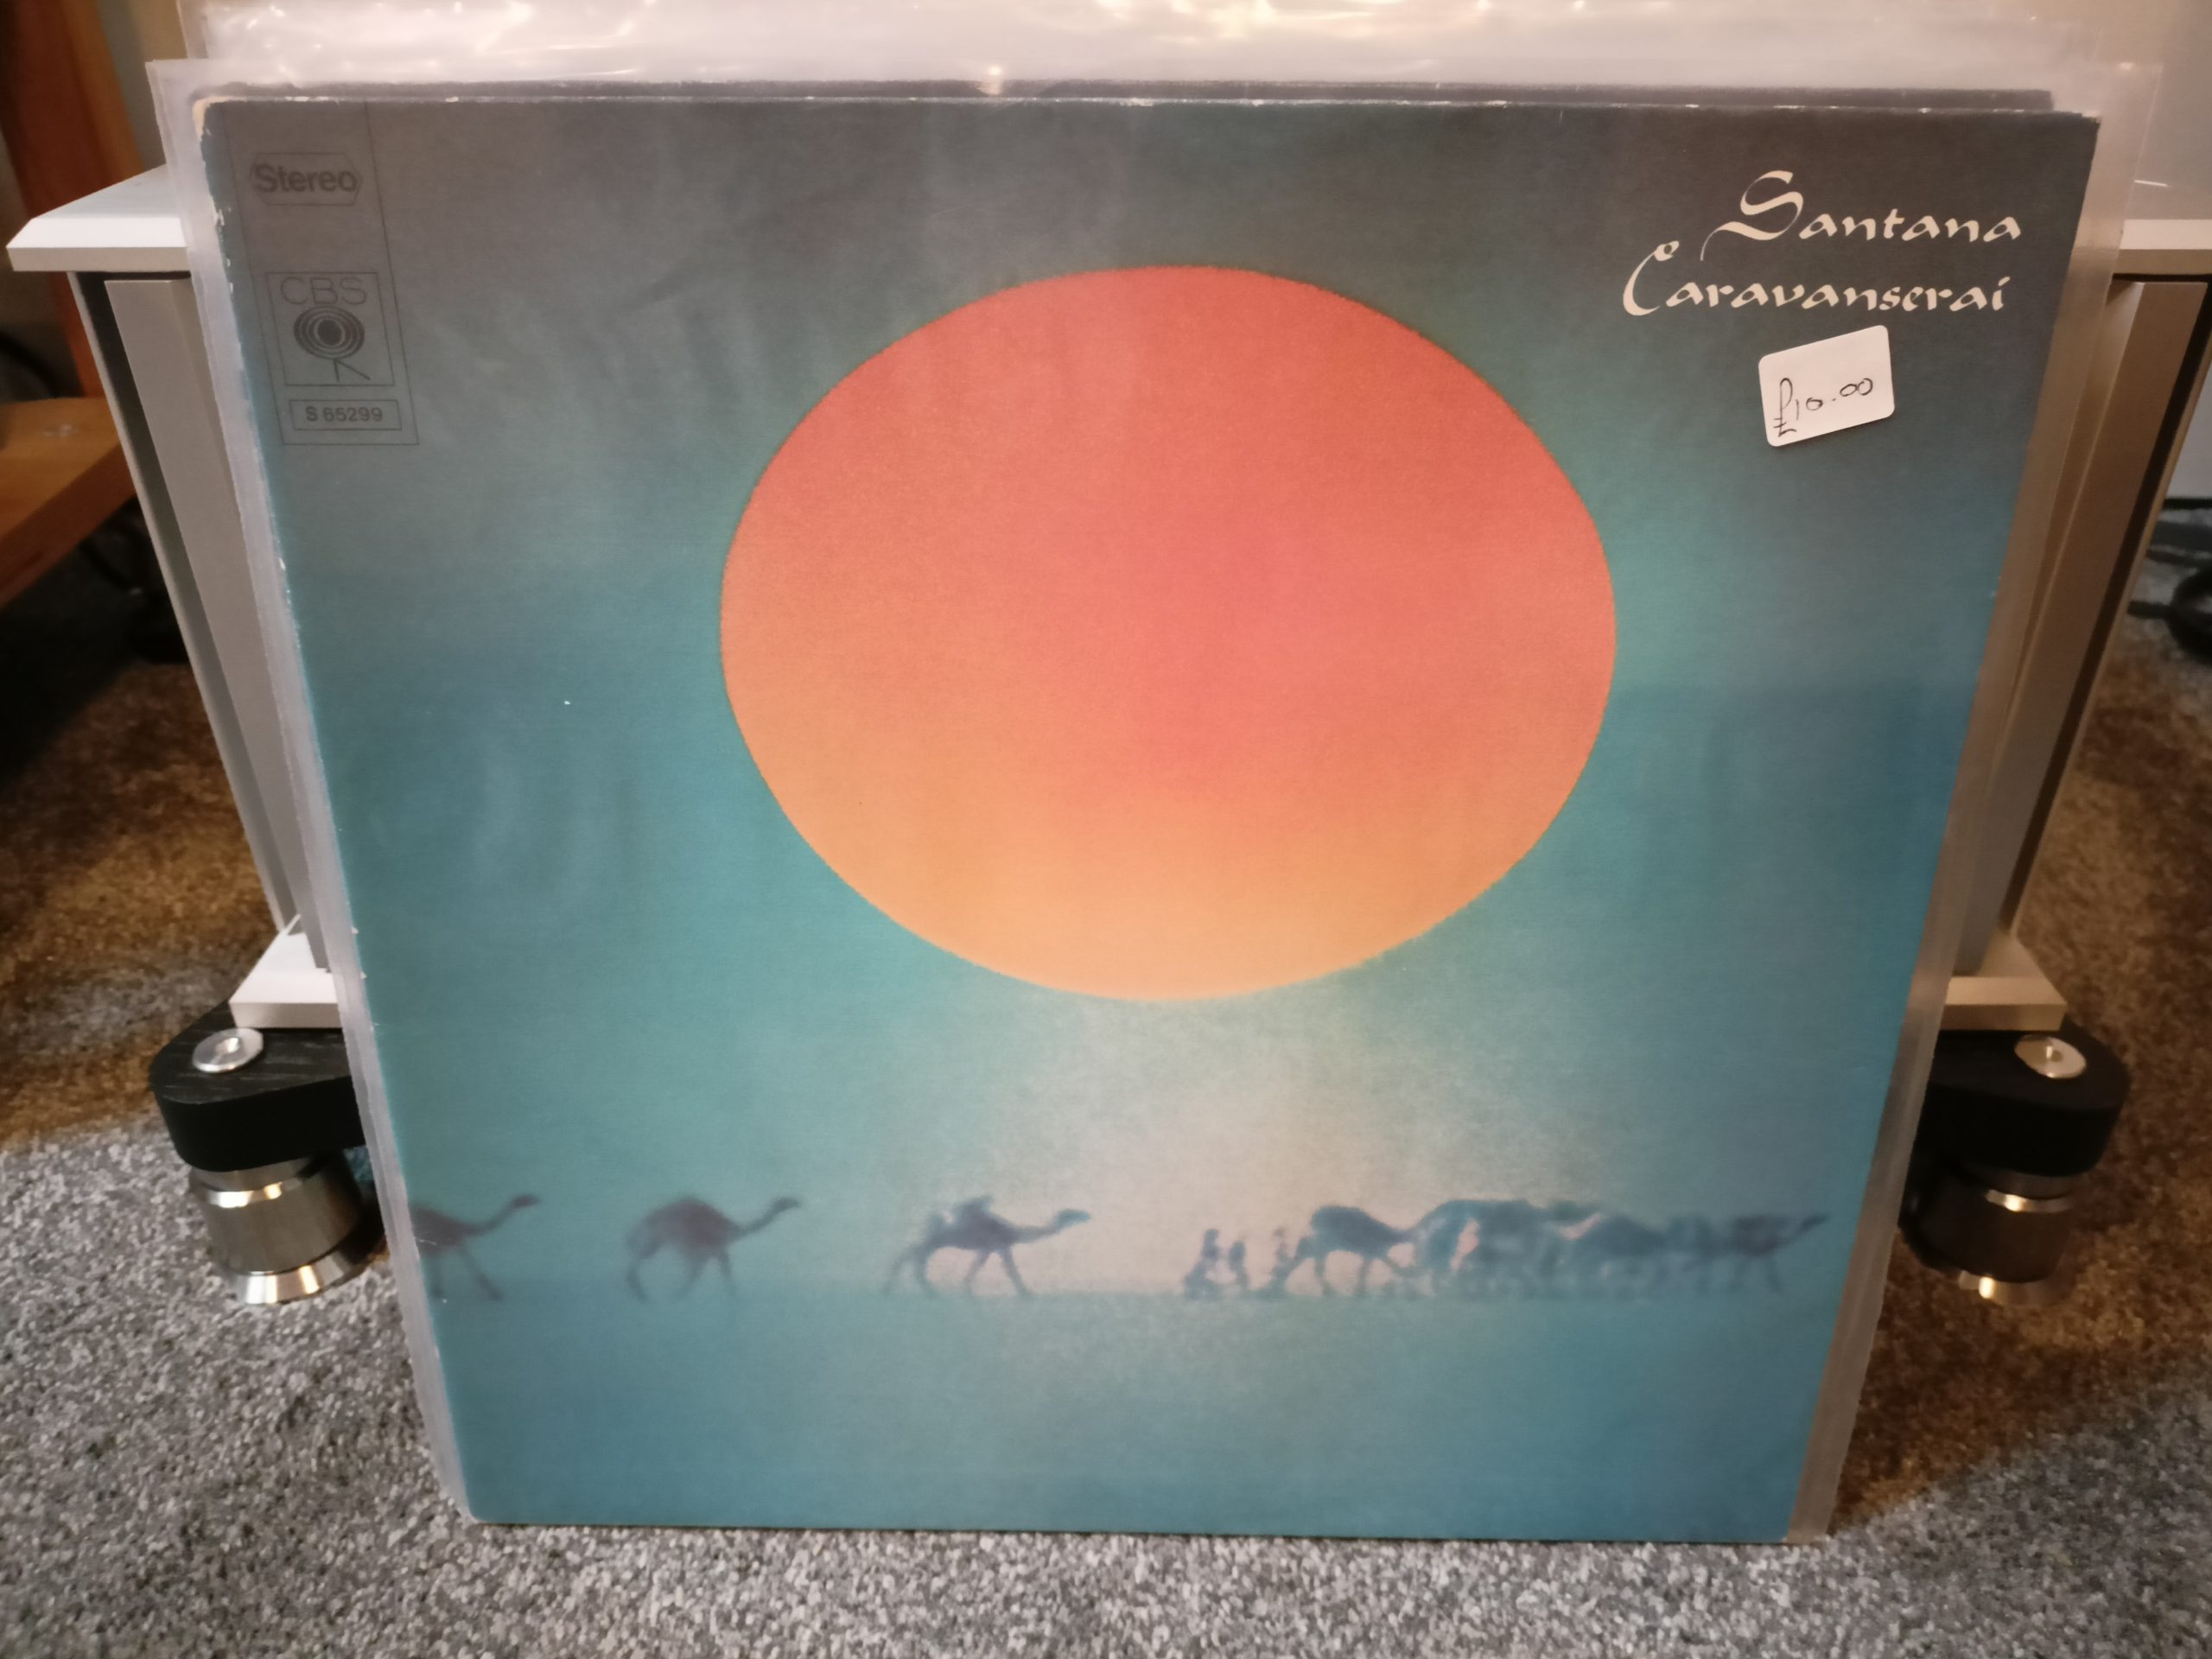 Stereo
CBS
S 65299
Santana
Caravanserai
£10.00